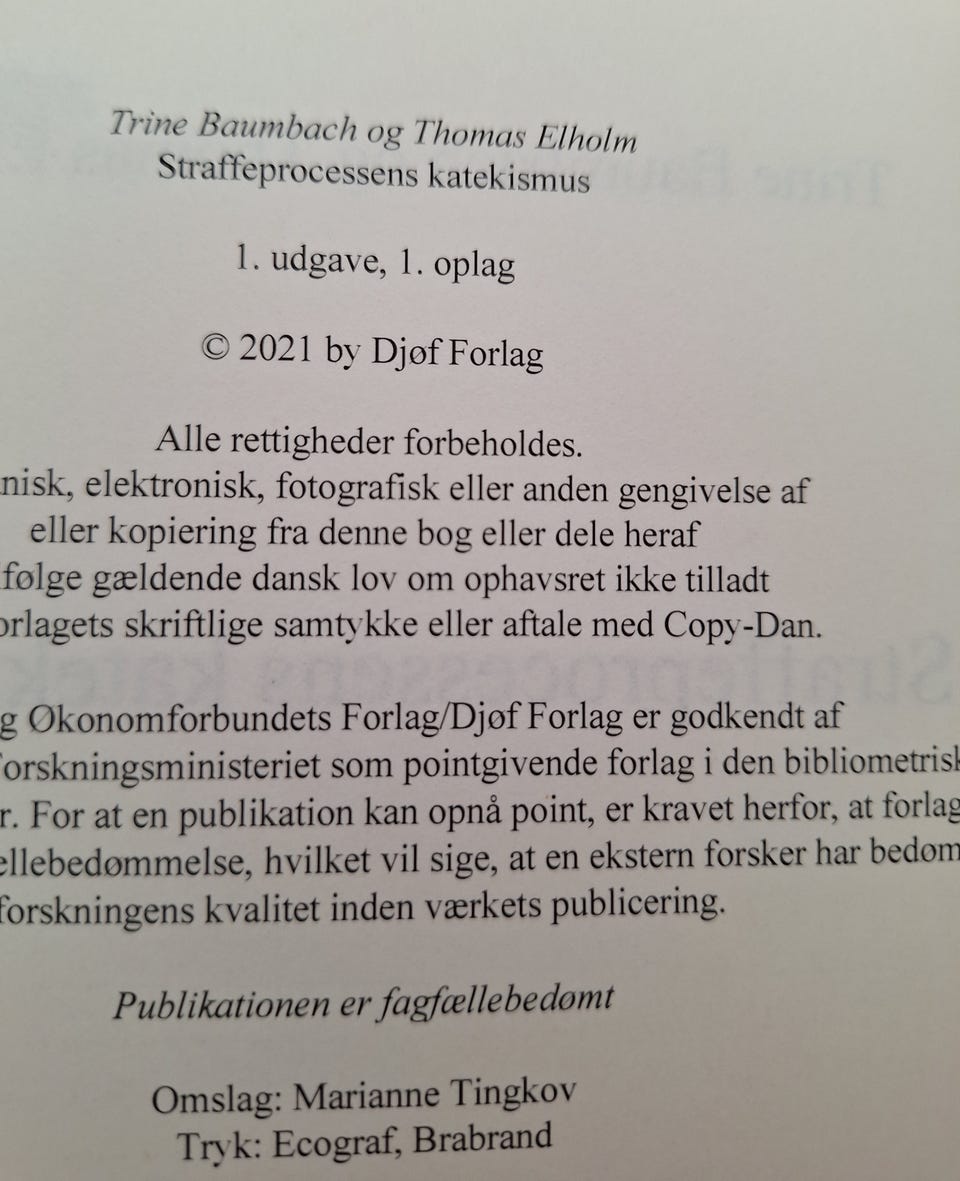 Trine Baumbach og Thomas Elholm
Straffeprocessens katekismus
1. udgave, 1. oplag
© 2021 by Djøf Forlag
Alle rettigheder forbeholdes.
nisk, elektronisk, fotografisk eller anden gengivelse af
eller kopiering fra denne bog eller dele heraf
følge gældende dansk lov om ophavsret ikke tilladt
orlagets skriftlige samtykke eller aftale med Copy-Dan.
g Økonomforbundets Forlag/Djøf Forlag er godkendt af
orskningsministeriet som pointgivende forlag i den bibliometrisk
r. For at en publikation kan opnå point, er kravet herfor, at forlag
ellebedømmelse, hvilket vil sige, at en ekstern forsker har bedøm
forskningens kvalitet inden værkets publicering.
Publikationen er fagfællebedømt
Omslag: Marianne Tingkov
Tryk: Ecograf, Brabrand